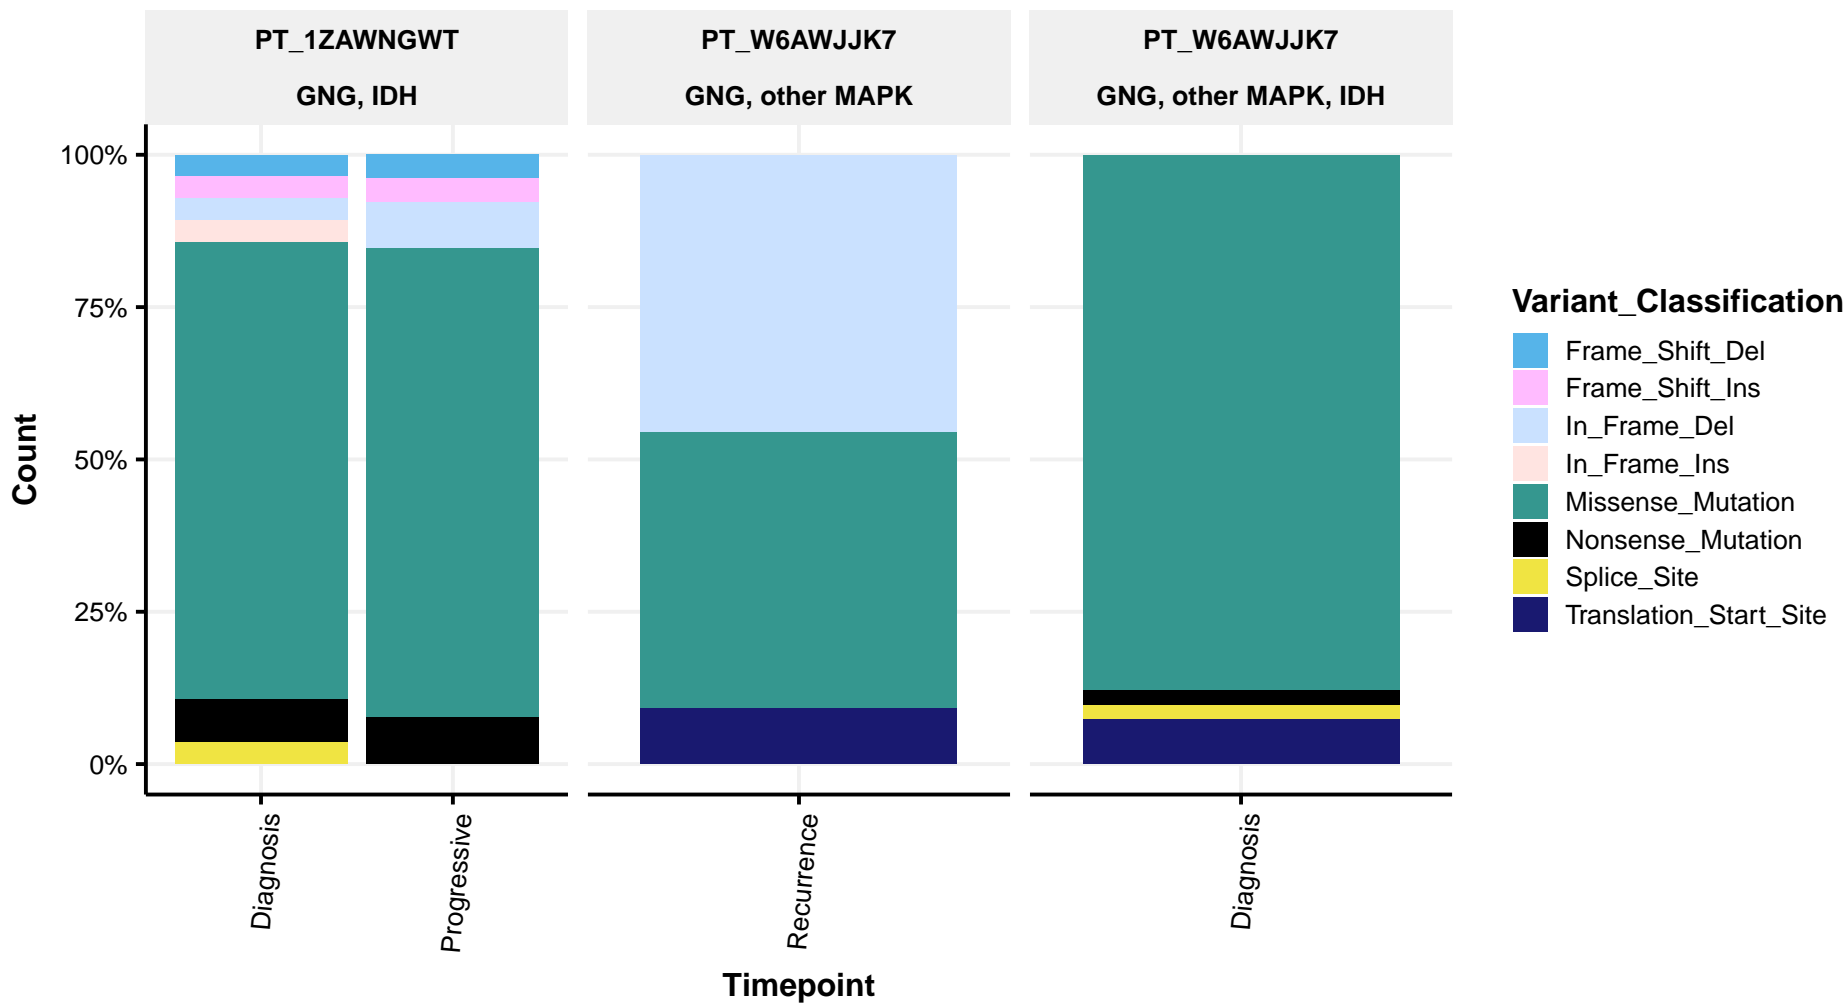 PT_1ZAWNGWT
GNG, IDH
PT_W6AWJJK7
GNG, other MAPK
PT_W6AWJJK7
GNG, other MAPK, IDH
Count
100%
75%
50%
25%
0%
Diagnosis
Progressive
Recurrence
Diagnosis
Timepoint
Variant_Classification
Frame_Shift_Del
Frame_Shift_Ins
In_Frame_Del
In_Frame_Ins
Missense_Mutation
Nonsense_Mutation
Splice_Site
Translation_Start_Site